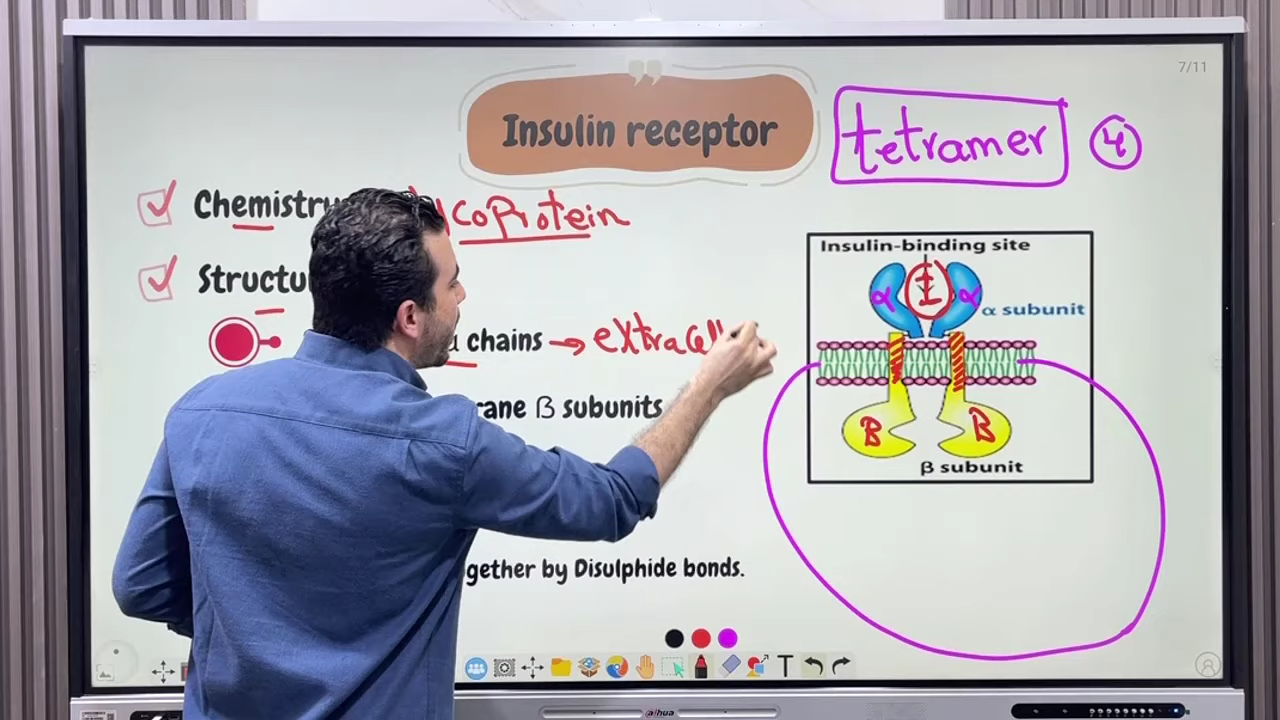 7/11
Insulin receptor
tetramer 4
Chemistry coprotein
Insulin-binding site
I
α α
α subunit
chains → extracell
rane β subunits
B B
β subunit
gether by Disulphide bonds.
T
alhua